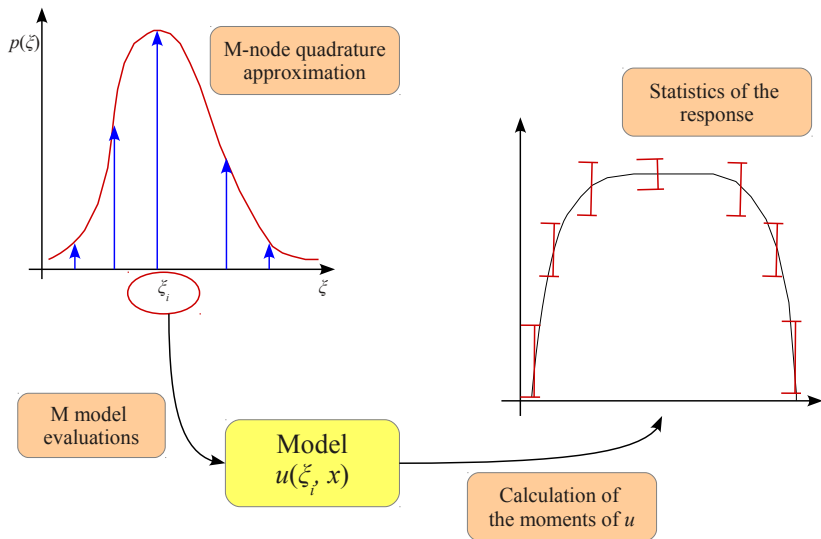 p(ξ)
M-node quadrature
approximation
Statistics of the
response
ξᵢ
ξ
M model
evaluations
Model
u(ξᵢ, x)
Calculation of
the moments of u